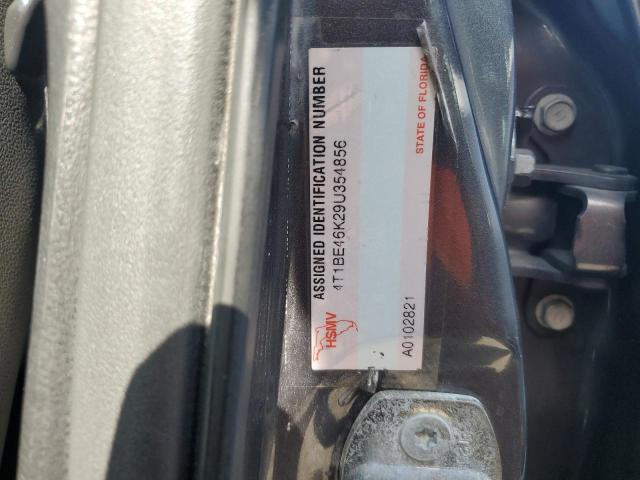 ASSIGNED IDENTIFICATION NUMBER
4T1BE46K29U354856
HSMV
A0102821
STATE OF FLORIDA